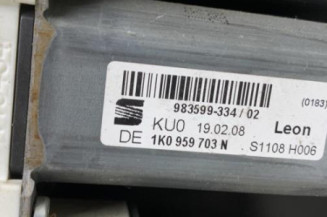 (0183)
983599-334 / 02
KU0 19.02.08 Leon
DE 1K0 959 703 N S1108 H006